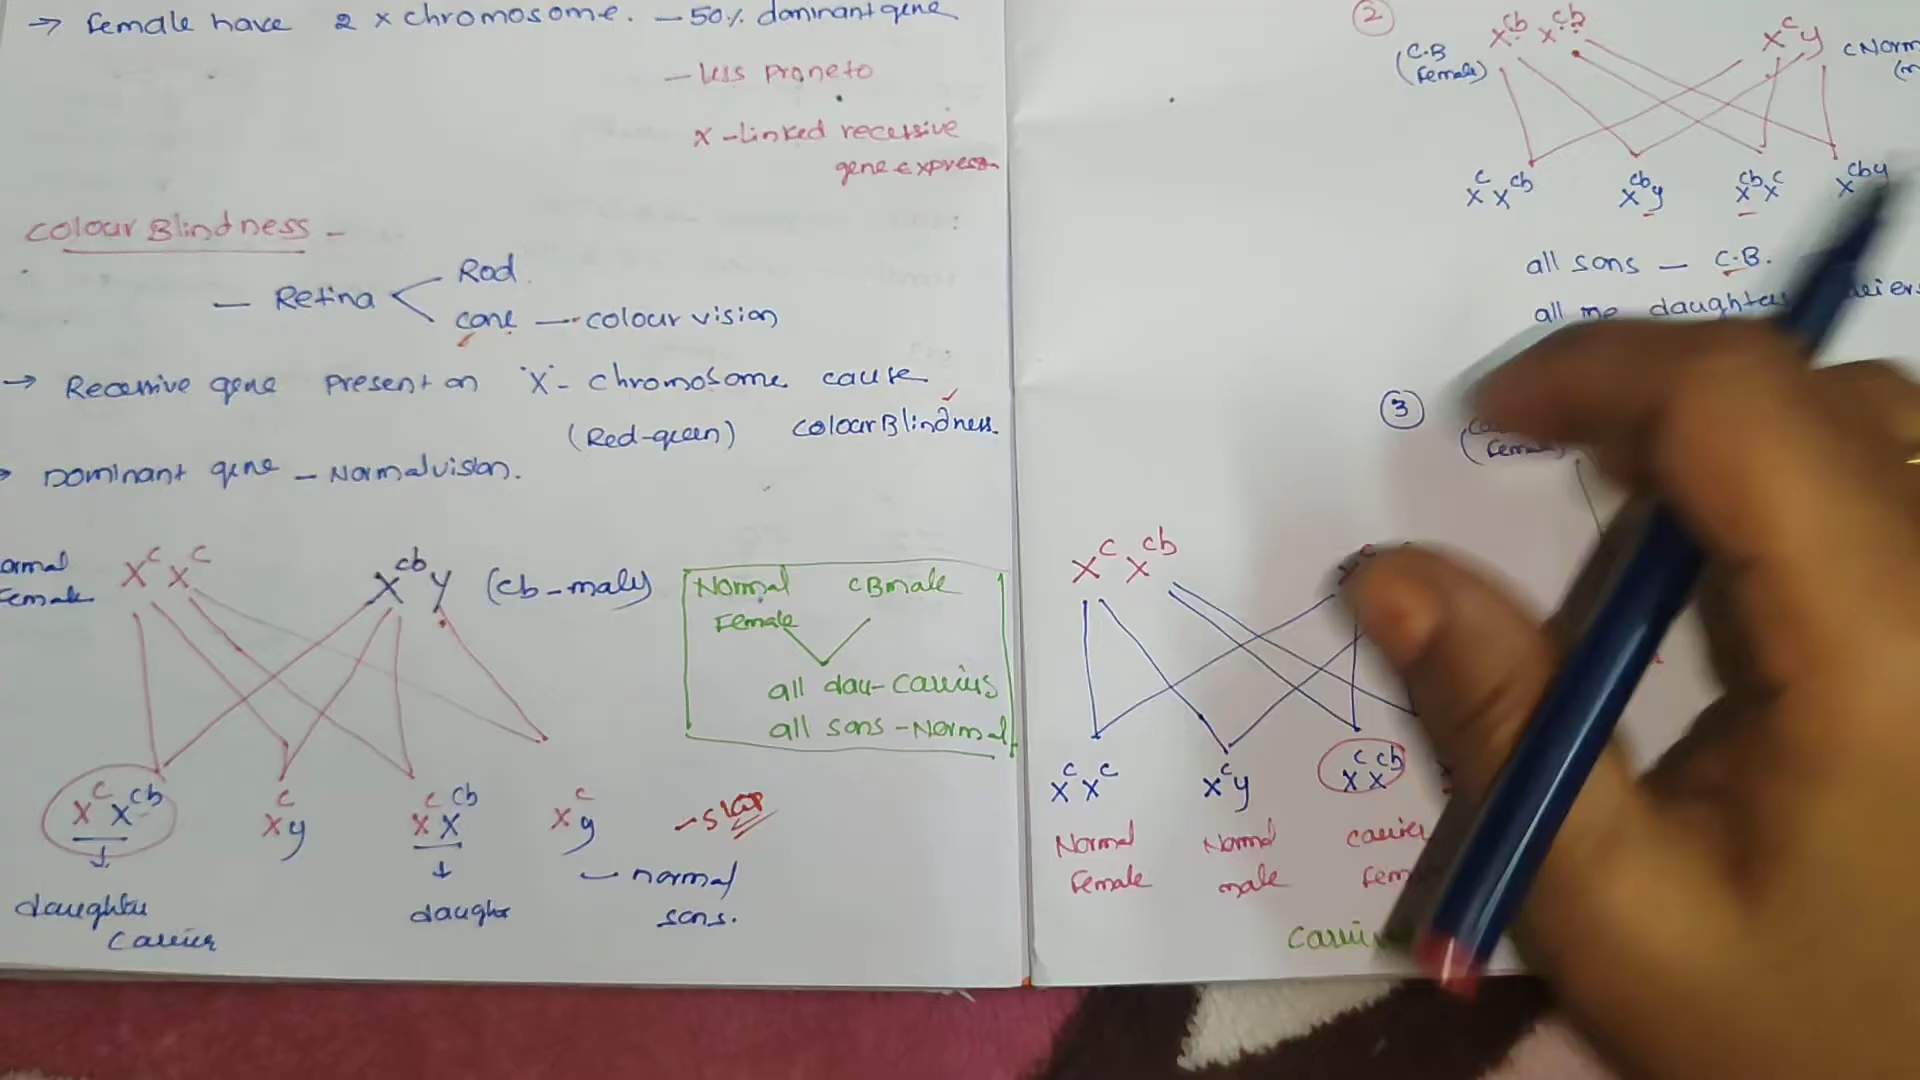 → Female have 2 x chromosome. — 50% dominant gene
— less prone to
x -linked recessive
gene expression
Colour Blindness -
— Retina < Rod
cone — colour vision
→ Recessive gene Present on 'X'- chromosome cause
(Red-green) colourBlindness.
Dominant gene - Normal vision.
Female X^c X^c X^cb y (cb-male)
Normal CB male
Female
all dau- carriers
all sons - Normal
X^c X^cb X^c y X^c X^cb X^c y
— normal
daughter daughter sons.
carrier
2
X^cb X^cb X^c y
(C.B
Female)
X^c X^cb X^cb y X^cb X^c X^cb y
all sons — C.B.
all daughters
3
X^c X^cb
X^c X^c X^c y X^c X^cb
Normal Normal carrier
Female male